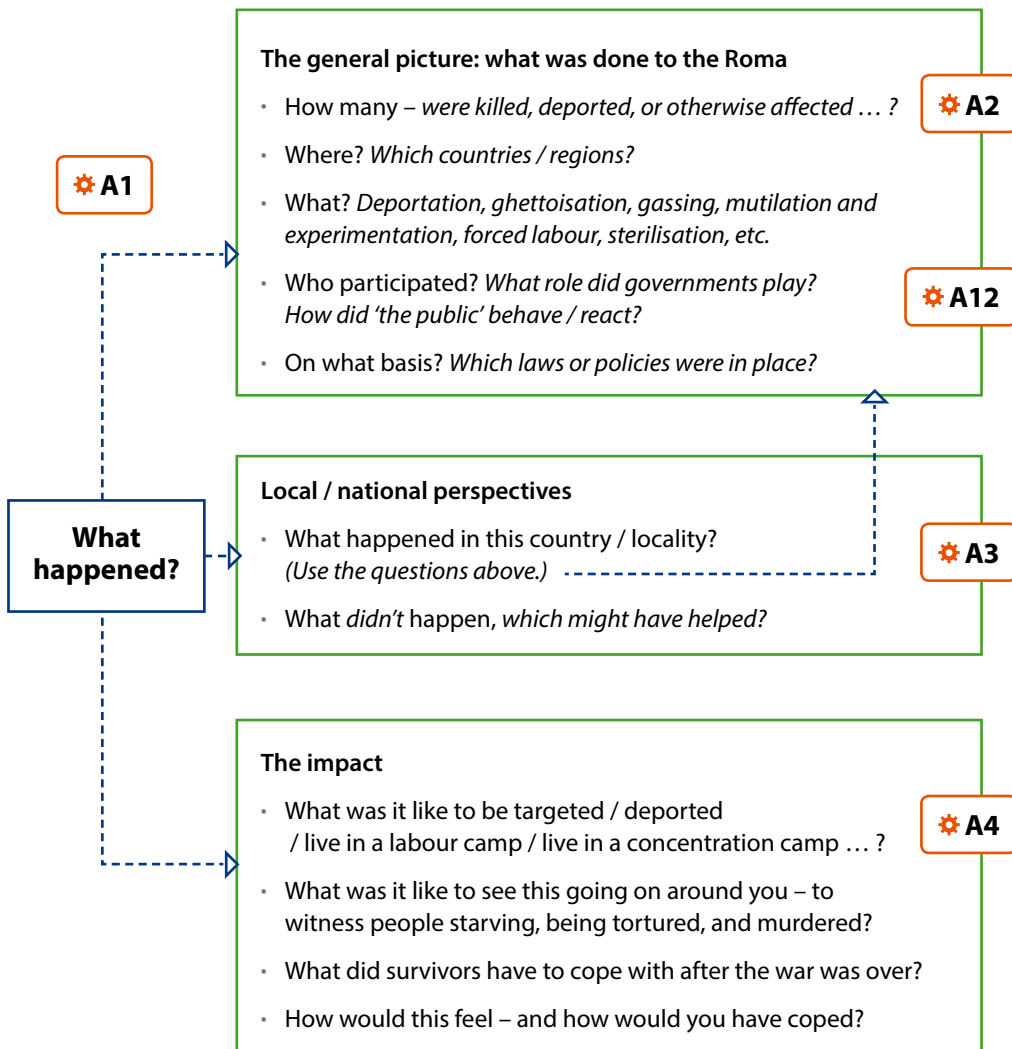 The general picture: what was done to the Roma
• How many – were killed, deported, or otherwise affected … ?
A2
• Where? Which countries / regions?
A1
• What? Deportation, ghettoisation, gassing, mutilation and
experimentation, forced labour, sterilisation, etc.
• Who participated? What role did governments play?
How did ‘the public’ behave / react?
A12
• On what basis? Which laws or policies were in place?
Local / national perspectives
What
happened?
• What happened in this country / locality?
(Use the questions above.)
A3
• What didn’t happen, which might have helped?
The impact
• What was it like to be targeted / deported
/ live in a labour camp / live in a concentration camp … ?
A4
• What was it like to see this going on around you – to
witness people starving, being tortured, and murdered?
• What did survivors have to cope with after the war was over?
• How would this feel – and how would you have coped?